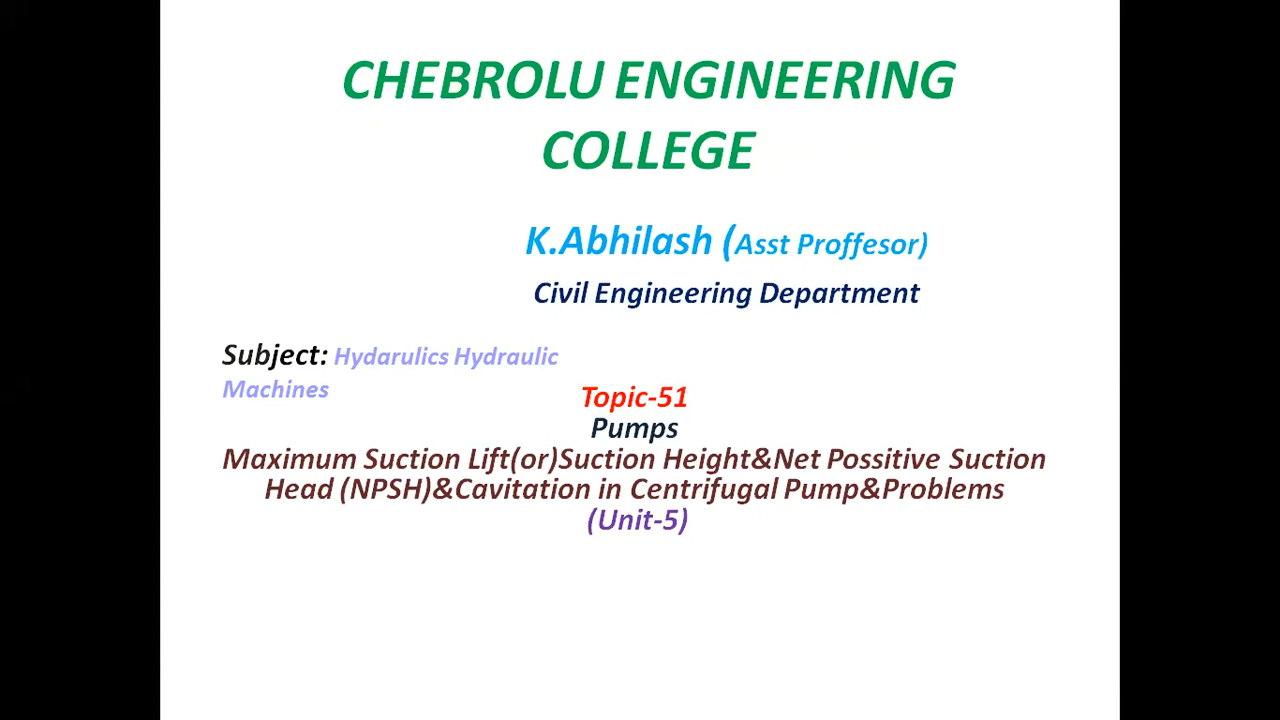 CHEBROLU ENGINEERING
COLLEGE
K.Abhilash (Asst Proffesor)
Civil Engineering Department
Subject: Hydarulics Hydraulic
Machines
Topic-51
Pumps
Maximum Suction Lift(or)Suction Height&Net Possitive Suction
Head (NPSH)&Cavitation in Centrifugal Pump&Problems
(Unit-5)